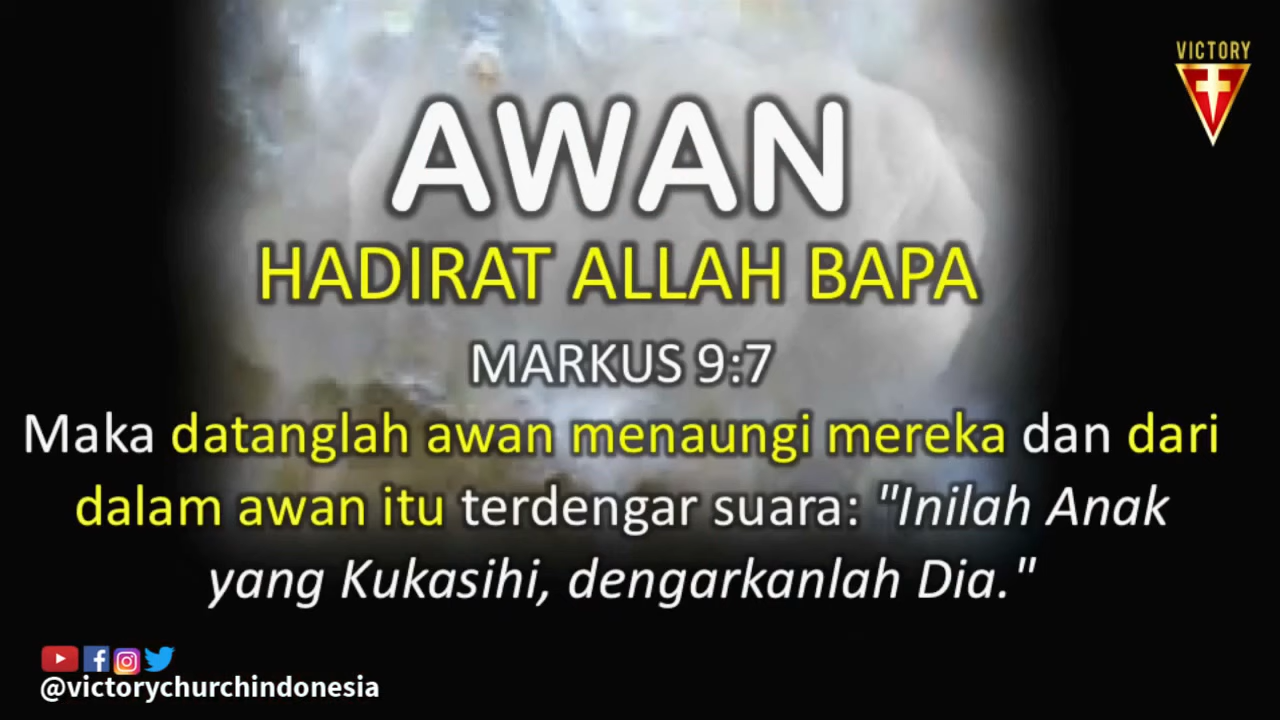 VICTORY
AWAN
HADIRAT ALLAH BAPA
MARKUS 9:7
Maka datanglah awan menaungi mereka dan dari
dalam awan itu terdengar suara: "Inilah Anak
yang Kukasihi, dengarkanlah Dia."
@victorychurchindonesia